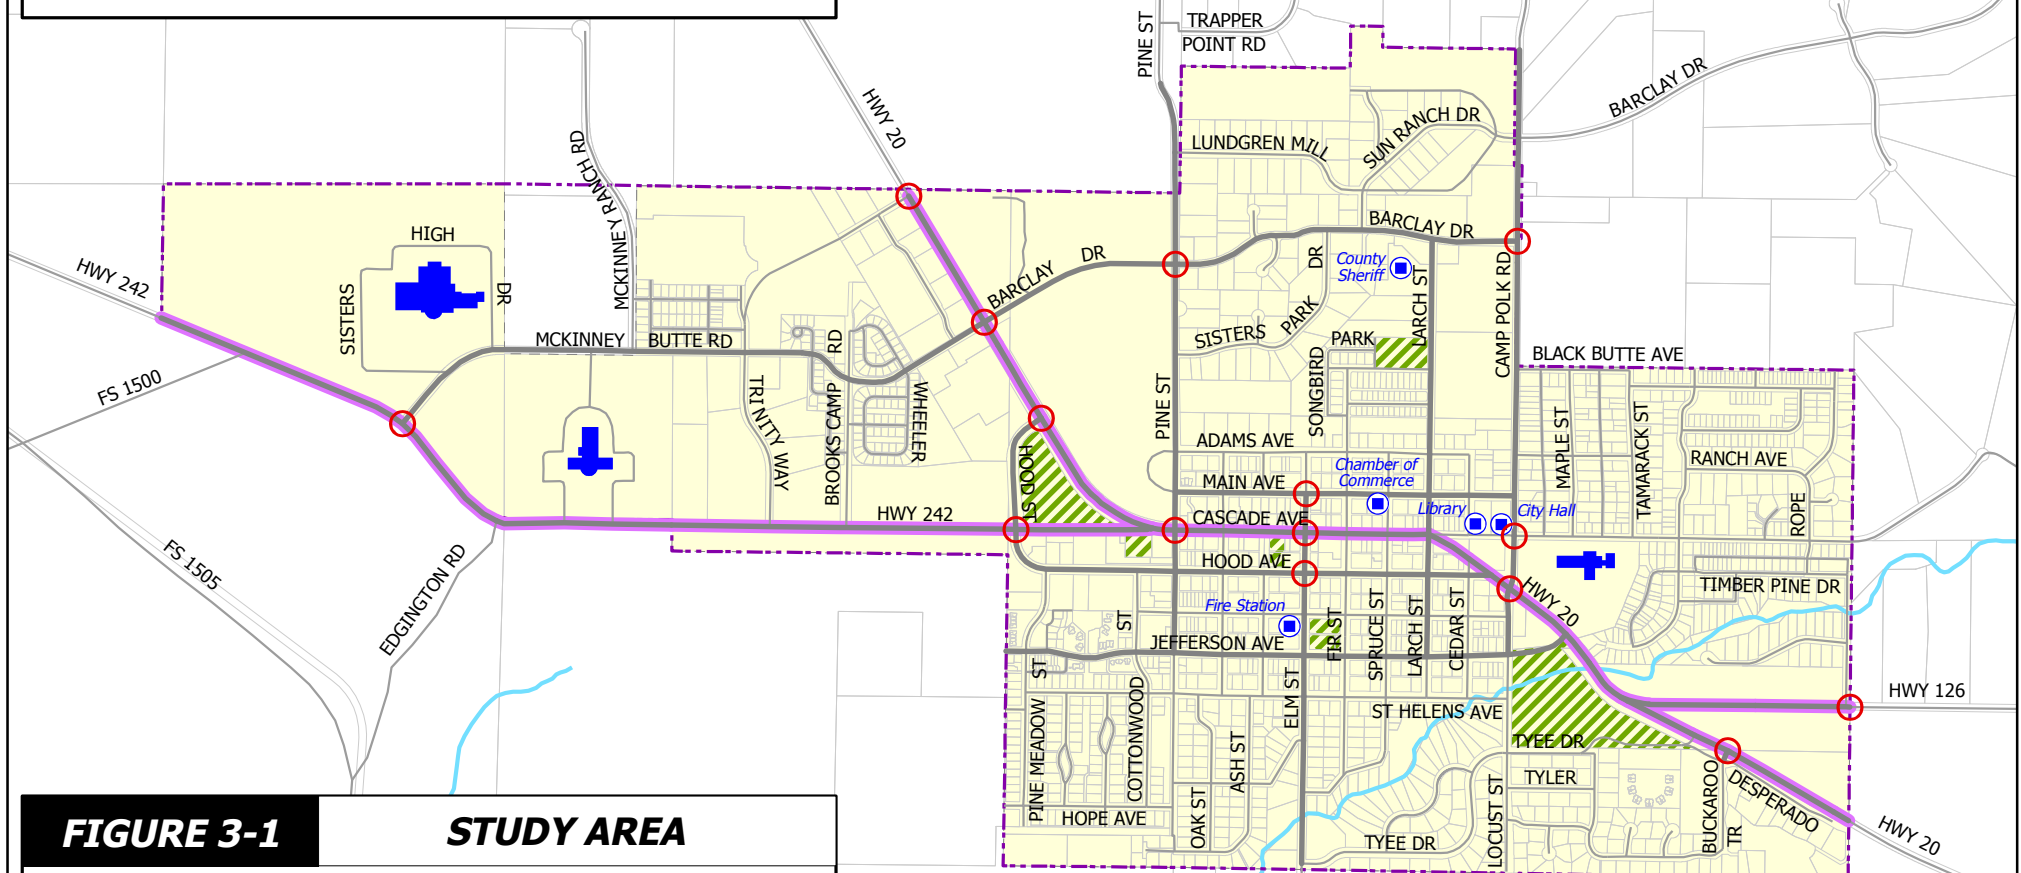 TRAPPER
POINT RD
PINE ST
HWY 20
BARCLAY DR
SUN RANCH DR
LUNDGREN MILL
MCKINNEY RANCH RD
BARCLAY DR
HIGH
DR
SISTERS
HWY 242
BARCLAY DR
DR
County
Sheriff
LARCH ST
CAMP POLK RD
SISTERS
PARK
MCKINNEY
BUTTE RD
RD
PARK
BLACK BUTTE AVE
FS 1500
TRINITY WAY
BROOKS CAMP
WHEELER
PINE ST
SONGBIRD
MAPLE ST
TAMARACK ST
ADAMS AVE
RANCH AVE
HOOD ST
Chamber of
Commerce
MAIN AVE
ROPE
HWY 242
CASCADE AVE
Library
City Hall
FS 1505
EDGINGTON RD
HOOD AVE
HWY 20
TIMBER PINE DR
Fire Station
ST
JEFFERSON AVE
FIR ST
SPRUCE ST
LARCH ST
CEDAR ST
ST
PINE MEADOW
COTTONWOOD
ELM ST
ST HELENS AVE
HWY 126
ASH ST
TYEE DR
TYLER
OAK ST
HOPE AVE
TYEE DR
LOCUST ST
BUCKAROO
TR
DESPERADO
HWY 20
FIGURE 3-1
STUDY AREA